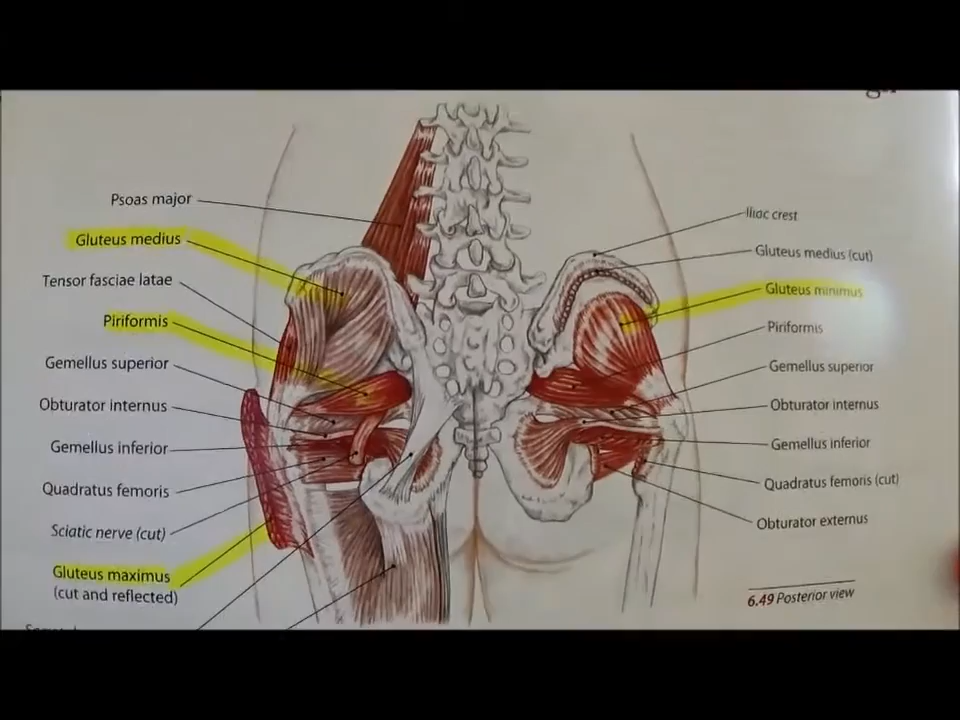 Psoas major
Gluteus medius
Tensor fasciae latae
Piriformis
Gemellus superior
Obturator internus
Gemellus inferior
Quadratus femoris
Sciatic nerve (cut)
Gluteus maximus
(cut and reflected)
Iliac crest
Gluteus medius (cut)
Gluteus minimus
Piriformis
Gemellus superior
Obturator internus
Gemellus inferior
Quadratus femoris (cut)
Obturator externus
6.49 Posterior view